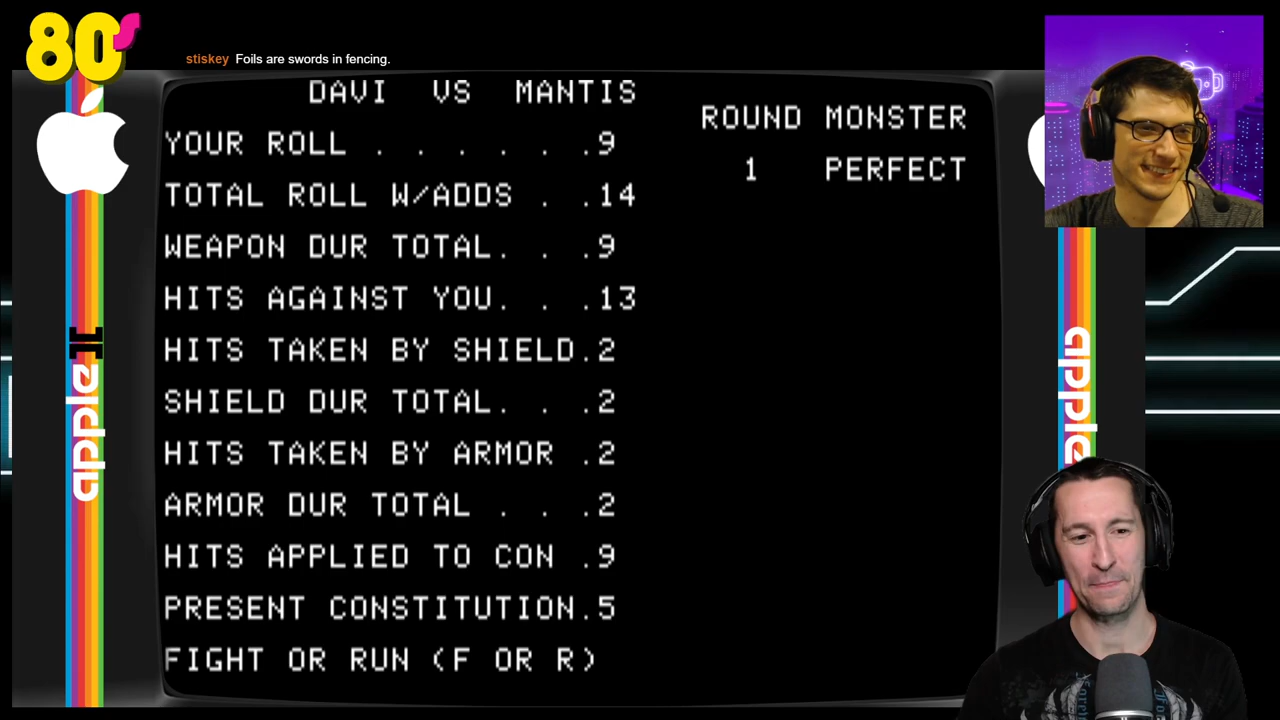 80's
stiskey Foils are swords in fencing.
DAVI VS MANTIS
YOUR ROLL . . . . . .9
TOTAL ROLL W/ADDS . .14
WEAPON DUR TOTAL. . .9
HITS AGAINST YOU. . .13
HITS TAKEN BY SHIELD.2
SHIELD DUR TOTAL. . .2
HITS TAKEN BY ARMOR .2
ARMOR DUR TOTAL . . .2
HITS APPLIED TO CON .9
PRESENT CONSTITUTION.5
FIGHT OR RUN (F OR R)
ROUND MONSTER
1 PERFECT
apple ][
apple